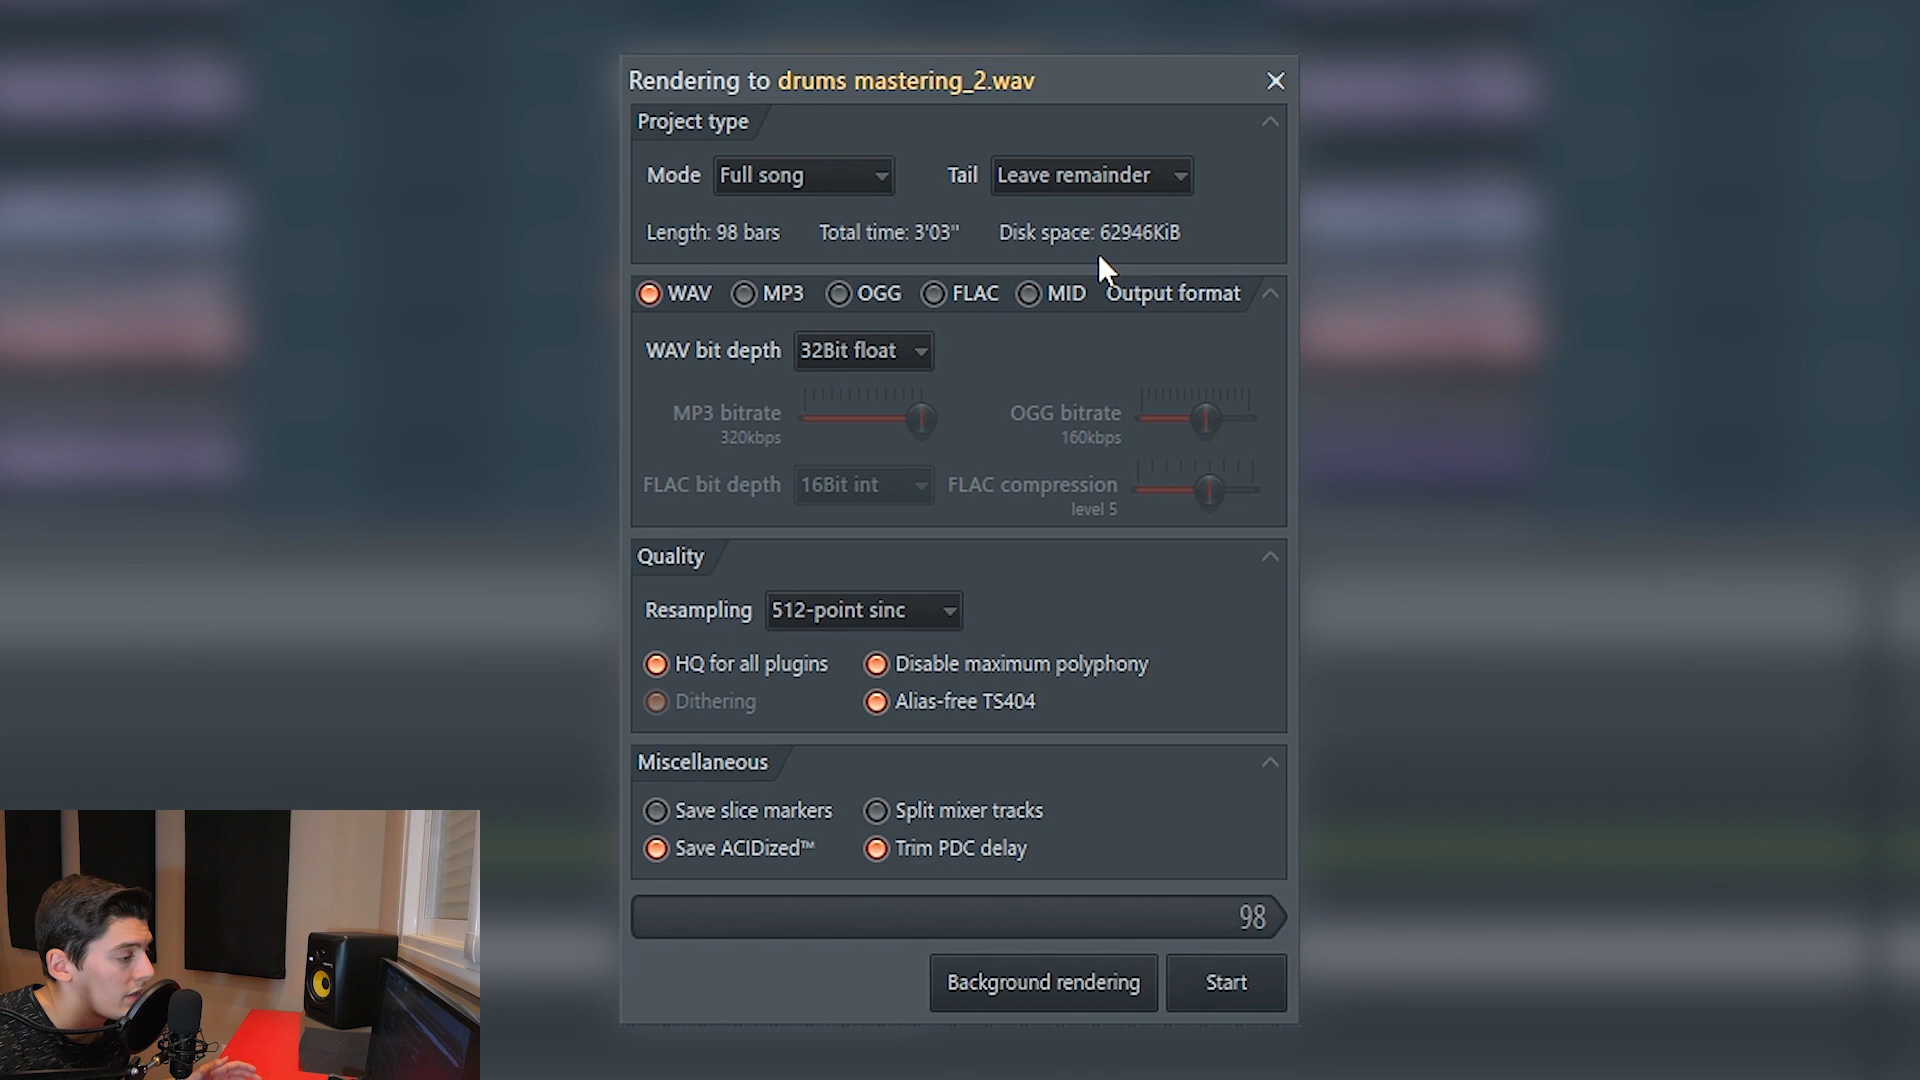 Rendering to drums mastering_2.wav
Project type
Mode Full song Tail Leave remainder
Length: 98 bars Total time: 3'03" Disk space: 62946KiB
WAV MP3 OGG FLAC MID Output format
WAV bit depth 32Bit float
MP3 bitrate OGG bitrate
320kbps 160kbps
FLAC bit depth 16Bit int FLAC compression
level 5
Quality
Resampling 512-point sinc
HQ for all plugins Disable maximum polyphony
Dithering Alias-free TS404
Miscellaneous
Save slice markers Split mixer tracks
Save ACIDized™ Trim PDC delay
98
Background rendering Start